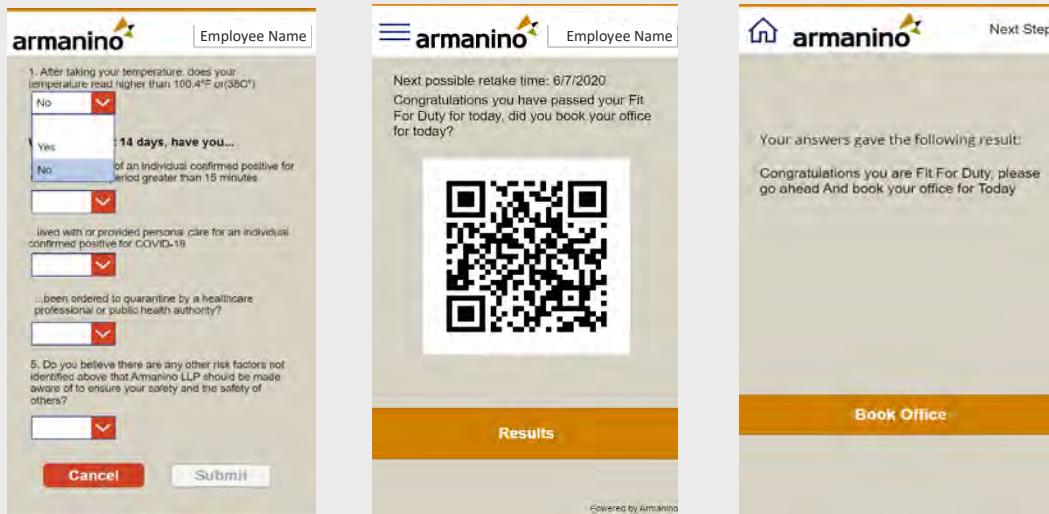 armanino
Employee Name
1. After taking your temperature, does your
temperature read higher than 100.4°F or(38C°)
No
Yes
No
14 days, have you...
of an Individual confirmed positive for
period greater than 15 minutes
...lived with or provided personal care for an individual
confirmed positive for COVID-19
...been ordered to quarantine by a healthcare
professional or public health authority?
5. Do you believe there are any other risk factors not
identified above that Armanino LLP should be made
aware of to ensure your safety and the safety of
others?
Cancel
Submit
armanino
Employee Name
Next possible retake time: 6/7/2020
Congratulations you have passed your Fit
For Duty for today, did you book your office
for today?
Results
Powered by Armanino
armanino
Next Step
Your answers gave the following result:
Congratulations you are Fit For Duty, please
go ahead And book your office for Today
Book Office